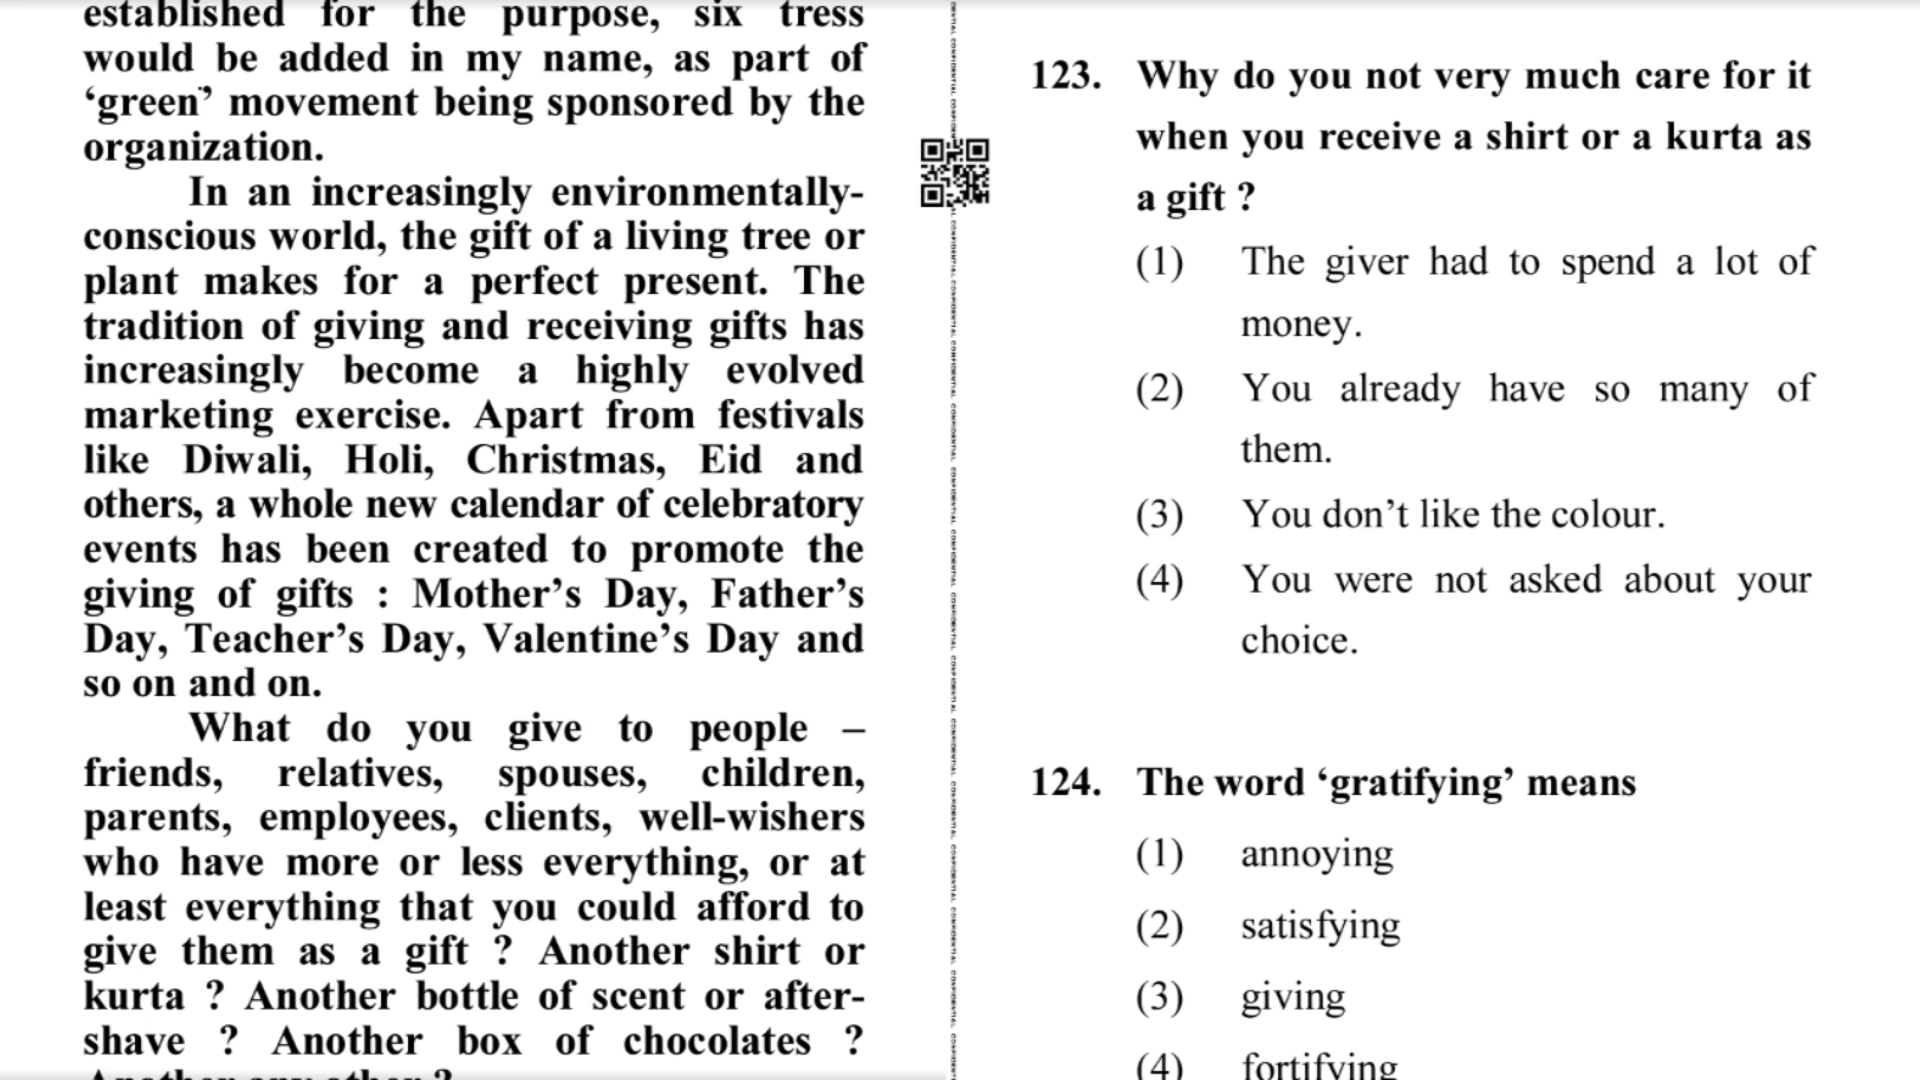 established for the purpose, six tress
would be added in my name, as part of
‘green’ movement being sponsored by the
organization.
In an increasingly environmentally-
conscious world, the gift of a living tree or
plant makes for a perfect present. The
tradition of giving and receiving gifts has
increasingly become a highly evolved
marketing exercise. Apart from festivals
like Diwali, Holi, Christmas, Eid and
others, a whole new calendar of celebratory
events has been created to promote the
giving of gifts : Mother’s Day, Father’s
Day, Teacher’s Day, Valentine’s Day and
so on and on.
What do you give to people –
friends, relatives, spouses, children,
parents, employees, clients, well-wishers
who have more or less everything, or at
least everything that you could afford to
give them as a gift ? Another shirt or
kurta ? Another bottle of scent or after-
shave ? Another box of chocolates ?
Another any other ?
123. Why do you not very much care for it
when you receive a shirt or a kurta as
a gift ?
(1) The giver had to spend a lot of
money.
(2) You already have so many of
them.
(3) You don’t like the colour.
(4) You were not asked about your
choice.
124. The word ‘gratifying’ means
(1) annoying
(2) satisfying
(3) giving
(4) fortifying